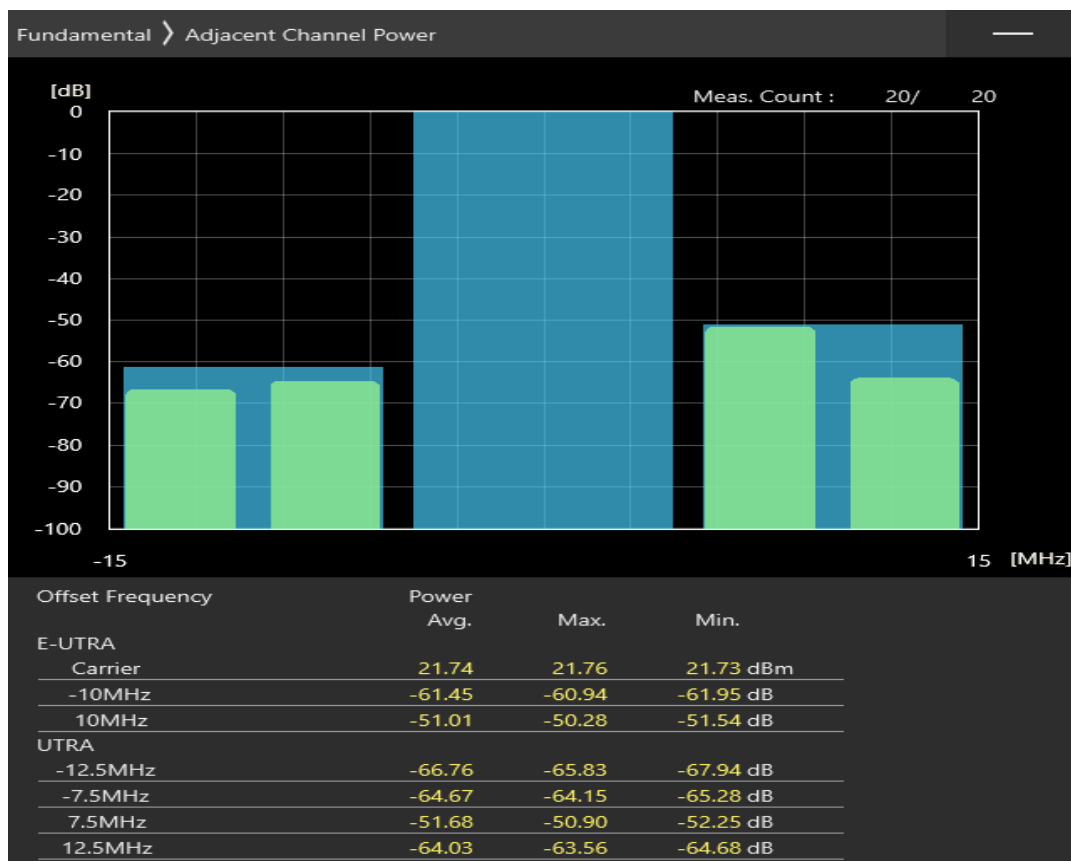 Fundamental ❯ Adjacent Channel Power
[dB]
Meas. Count : 20/ 20
0
-10
-20
-30
-40
-50
-60
-70
-80
-90
-100
-15 15 [MHz]
Offset Frequency Power
Avg. Max. Min.
E-UTRA
Carrier 21.74 21.76 21.73 dBm
-10MHz -61.45 -60.94 -61.95 dB
10MHz -51.01 -50.28 -51.54 dB
UTRA
-12.5MHz -66.76 -65.83 -67.94 dB
-7.5MHz -64.67 -64.15 -65.28 dB
7.5MHz -51.68 -50.90 -52.25 dB
12.5MHz -64.03 -63.56 -64.68 dB